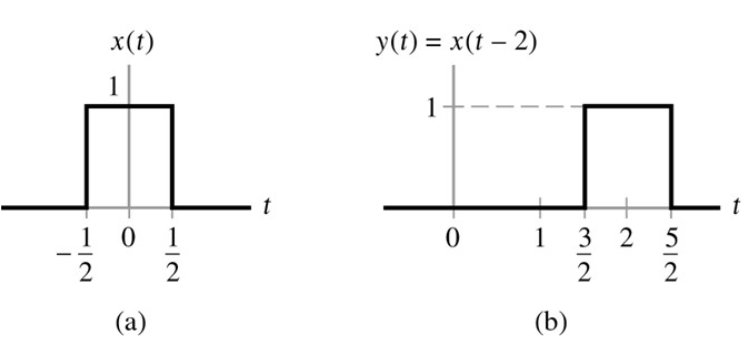 x(t)
1
t
-1/2 0 1/2
(a)
y(t) = x(t – 2)
1
t
0 1 3/2 2 5/2
(b)